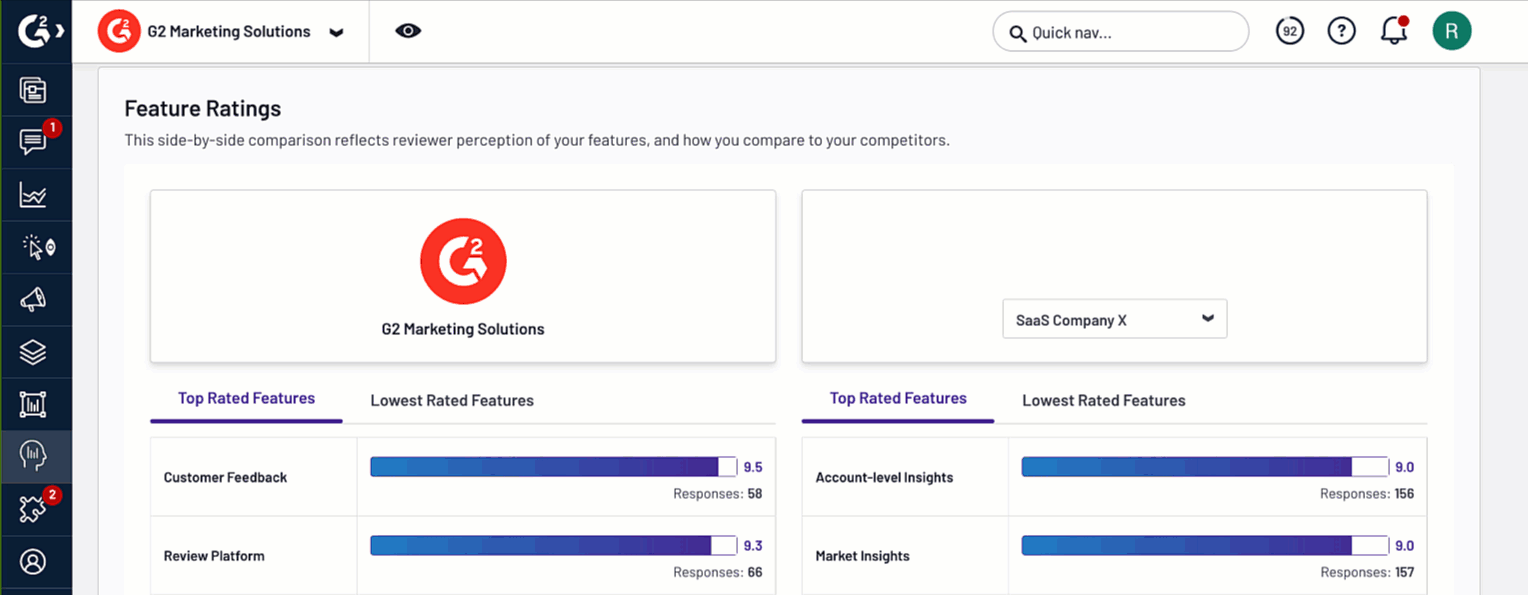 G2 Marketing Solutions
Quick nav...
92
?
R
1
2
Feature Ratings
This side-by-side comparison reflects reviewer perception of your features, and how you compare to your competitors.
G2 Marketing Solutions
SaaS Company X
Top Rated Features
Lowest Rated Features
Customer Feedback
9.5
Responses: 58
Review Platform
9.3
Responses: 66
Top Rated Features
Lowest Rated Features
Account-level Insights
9.0
Responses: 156
Market Insights
9.0
Responses: 157